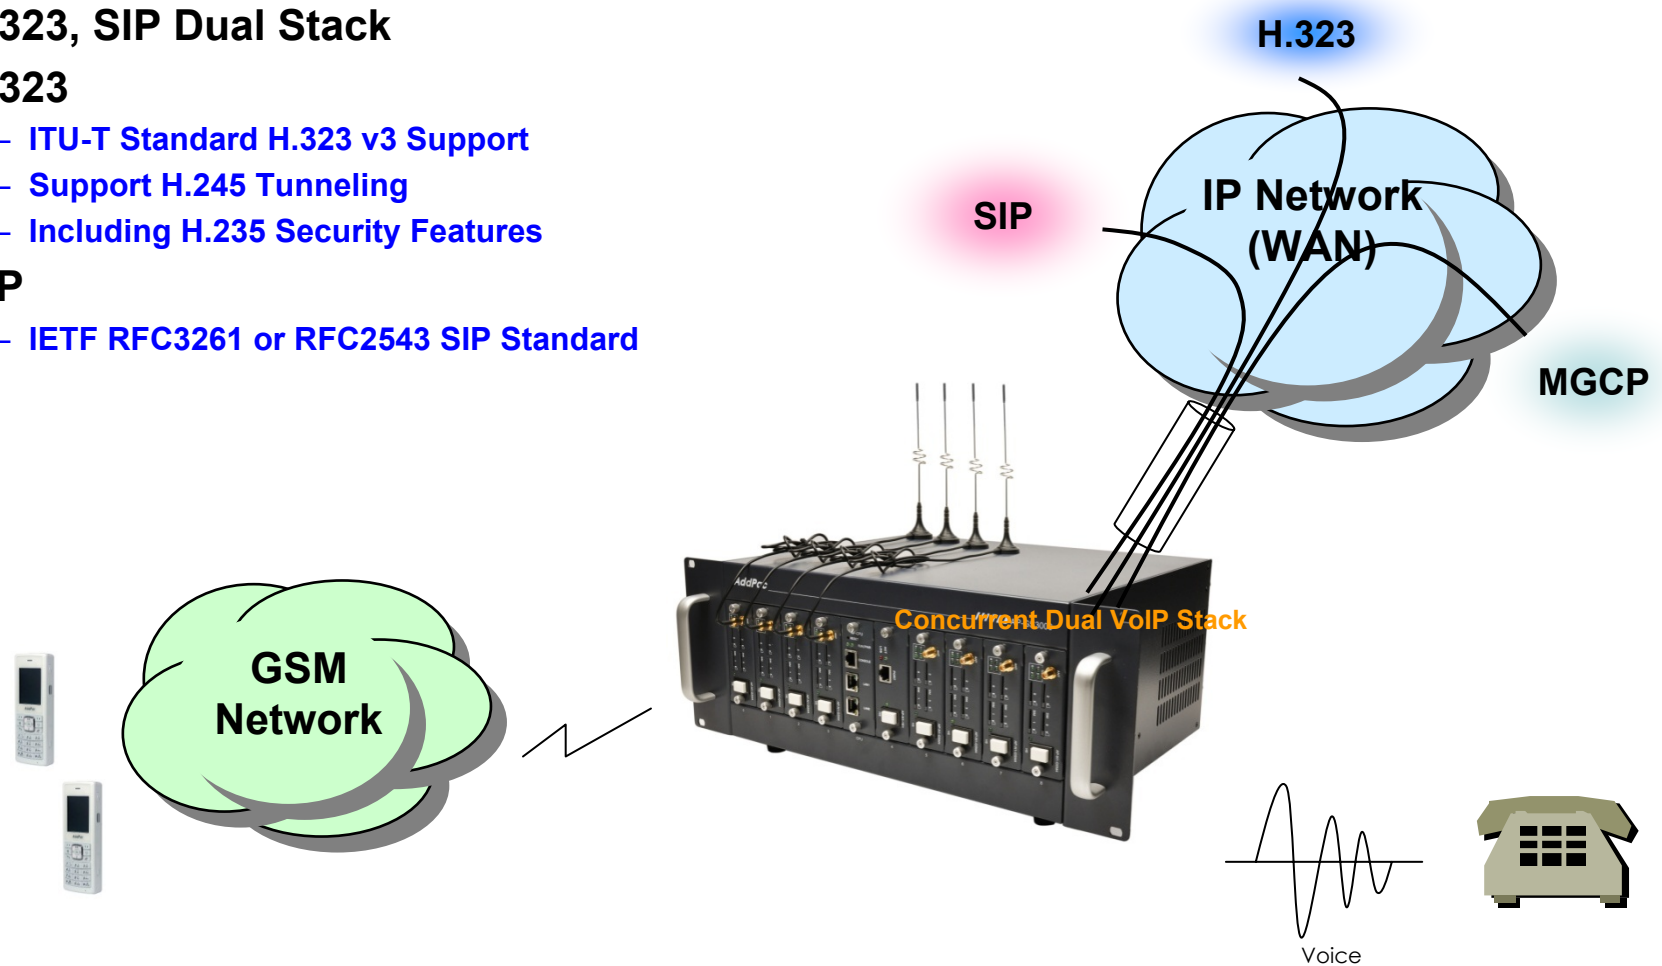 323, SIP Dual Stack
323
– ITU-T Standard H.323 v3 Support
– Support H.245 Tunneling
– Including H.235 Security Features
P
– IETF RFC3261 or RFC2543 SIP Standard
H.323
SIP
IP Network
(WAN)
MGCP
Concurrent Dual VoIP Stack
GSM
Network
Voice